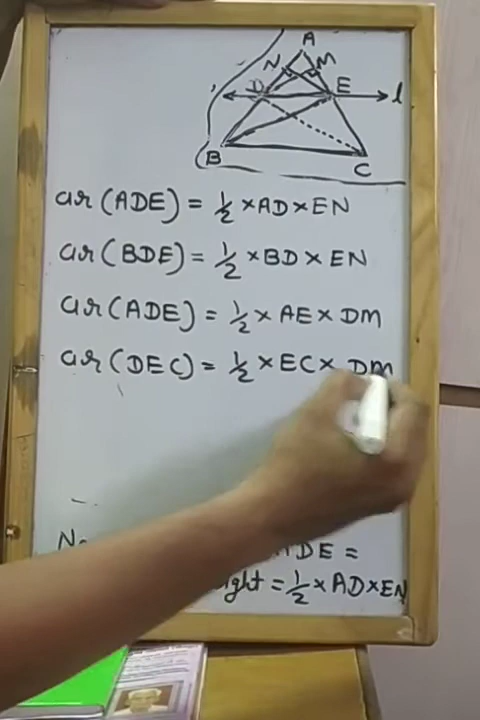 A
N M
D E l
B C
ar(ADE) = 1/2 × AD × EN
ar(BDE) = 1/2 × BD × EN
ar(ADE) = 1/2 × AE × DM
ar(DEC) = 1/2 × EC × DM
ADE =
ght = 1/2 × AD × EN